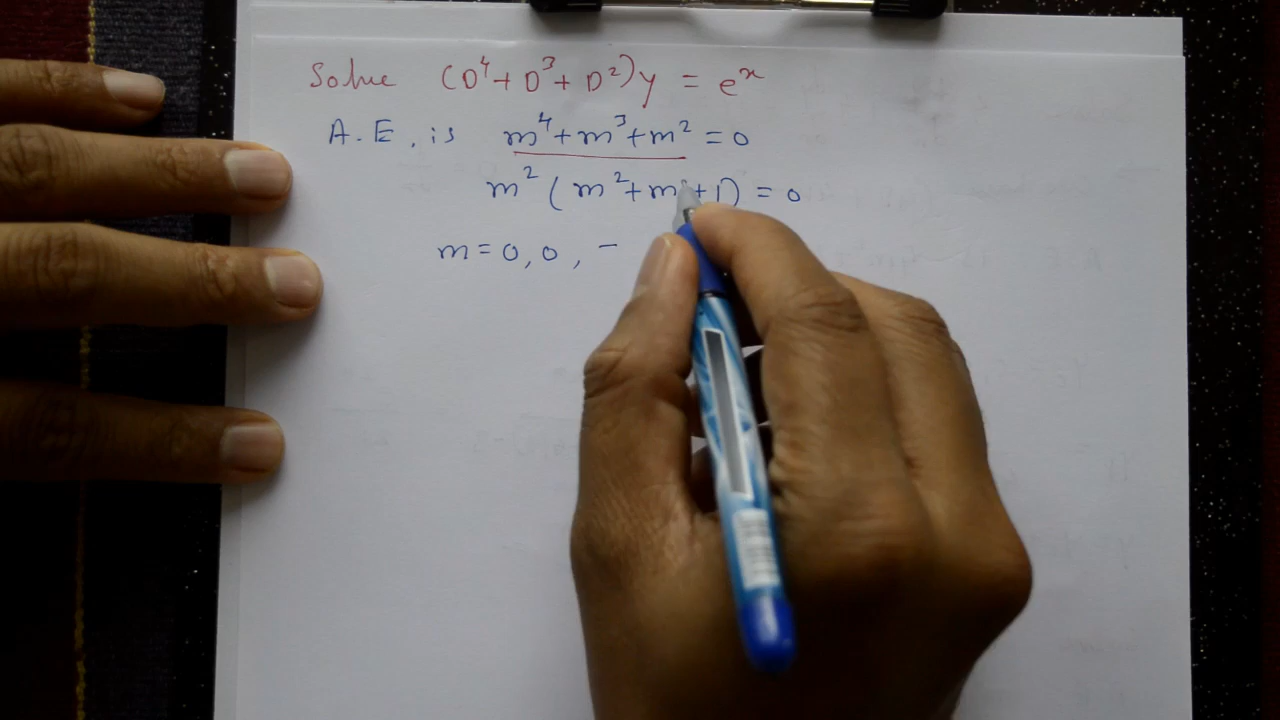 Solve (D⁴+D³+D²)y = eˣ
A.E. is m⁴+m³+m² = 0
m² (m²+m+1) = 0
m = 0, 0, -